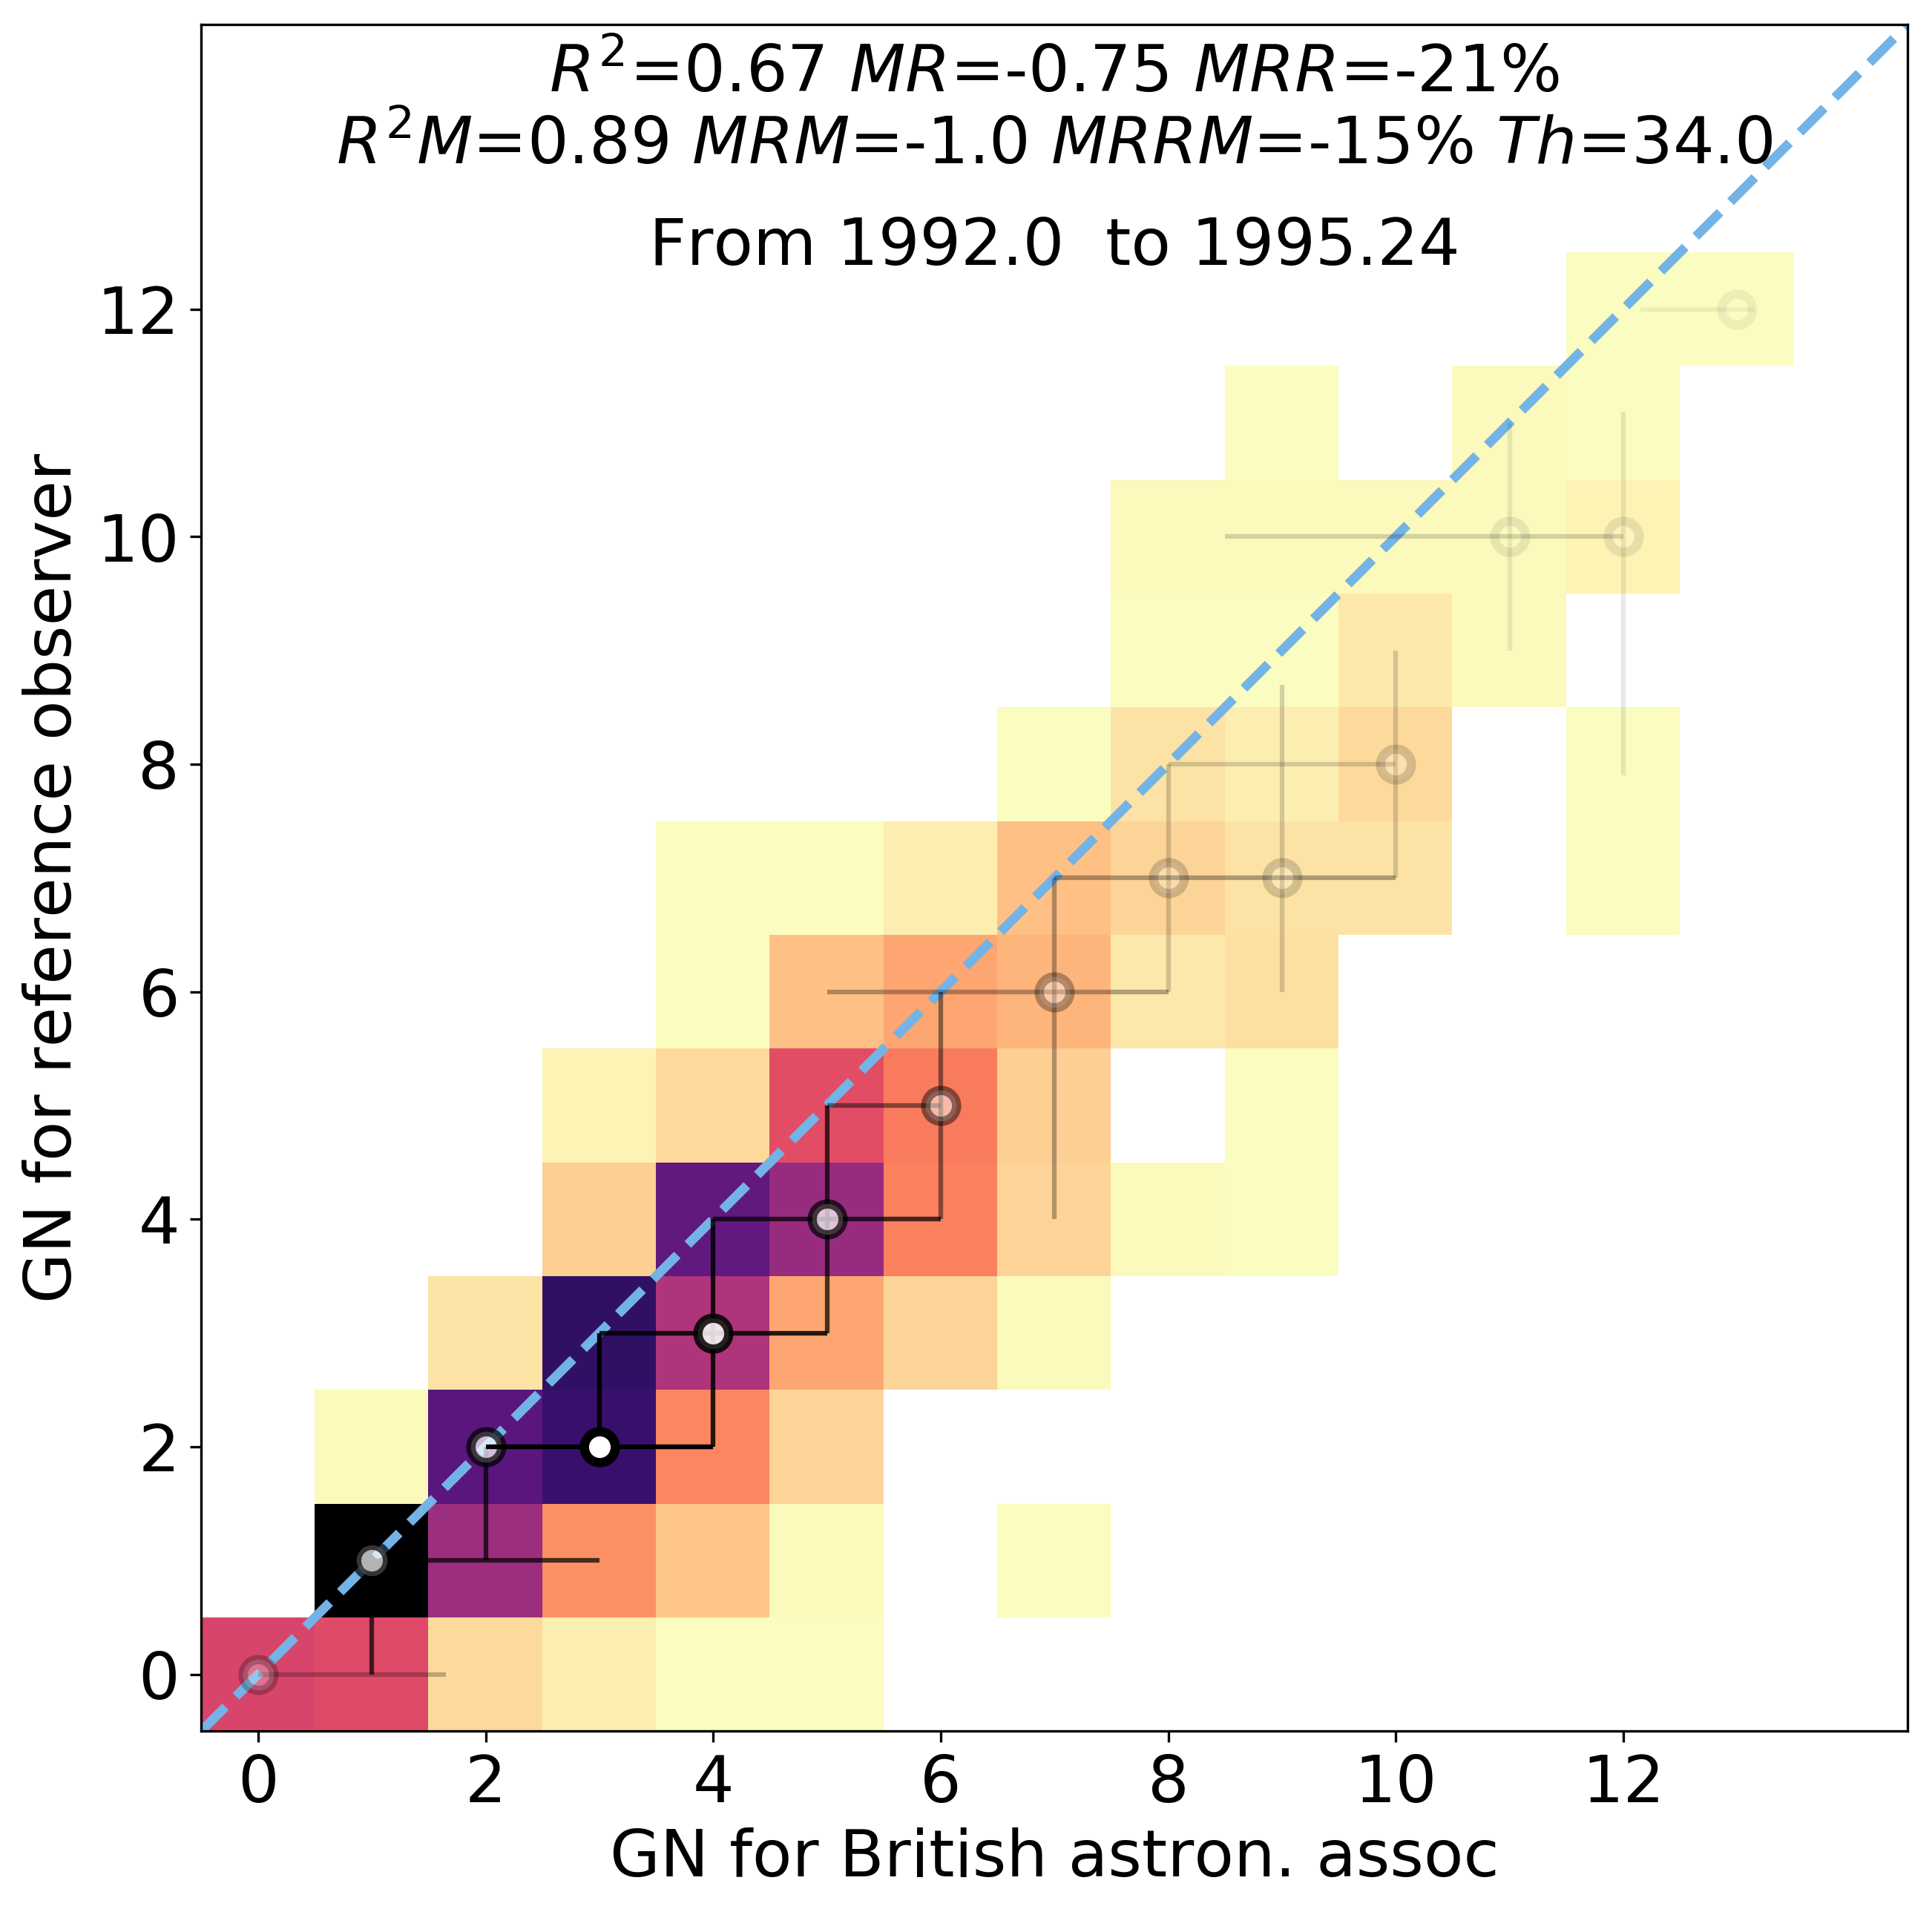 R²=0.67 MR=-0.75 MRR=-21%
R²M=0.89 MRM=-1.0 MRRM=-15% Th=34.0
From 1992.0  to 1995.24
GN for reference observer
12
10
8
6
4
2
0
0 2 4 6 8 10 12
GN for British astron. assoc